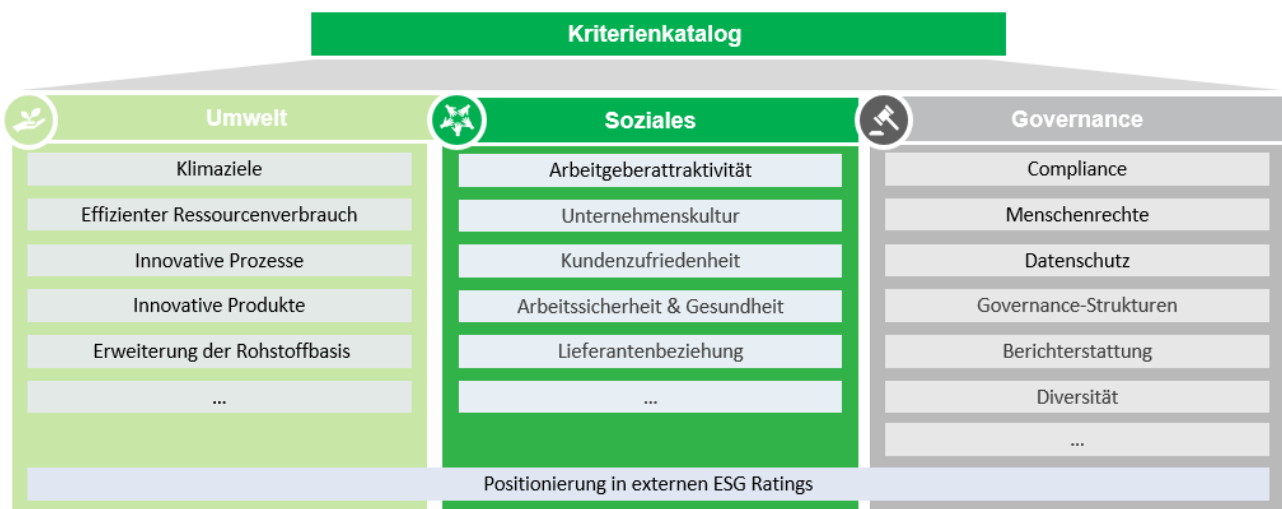 Kriterienkatalog
Umwelt
Klimaziele
Effizienter Ressourcenverbrauch
Innovative Prozesse
Innovative Produkte
Erweiterung der Rohstoffbasis
...
Soziales
Arbeitgeberattraktivität
Unternehmenskultur
Kundenzufriedenheit
Arbeitssicherheit & Gesundheit
Lieferantenbeziehung
...
Governance
Compliance
Menschenrechte
Datenschutz
Governance-Strukturen
Berichterstattung
Diversität
...
Positionierung in externen ESG Ratings